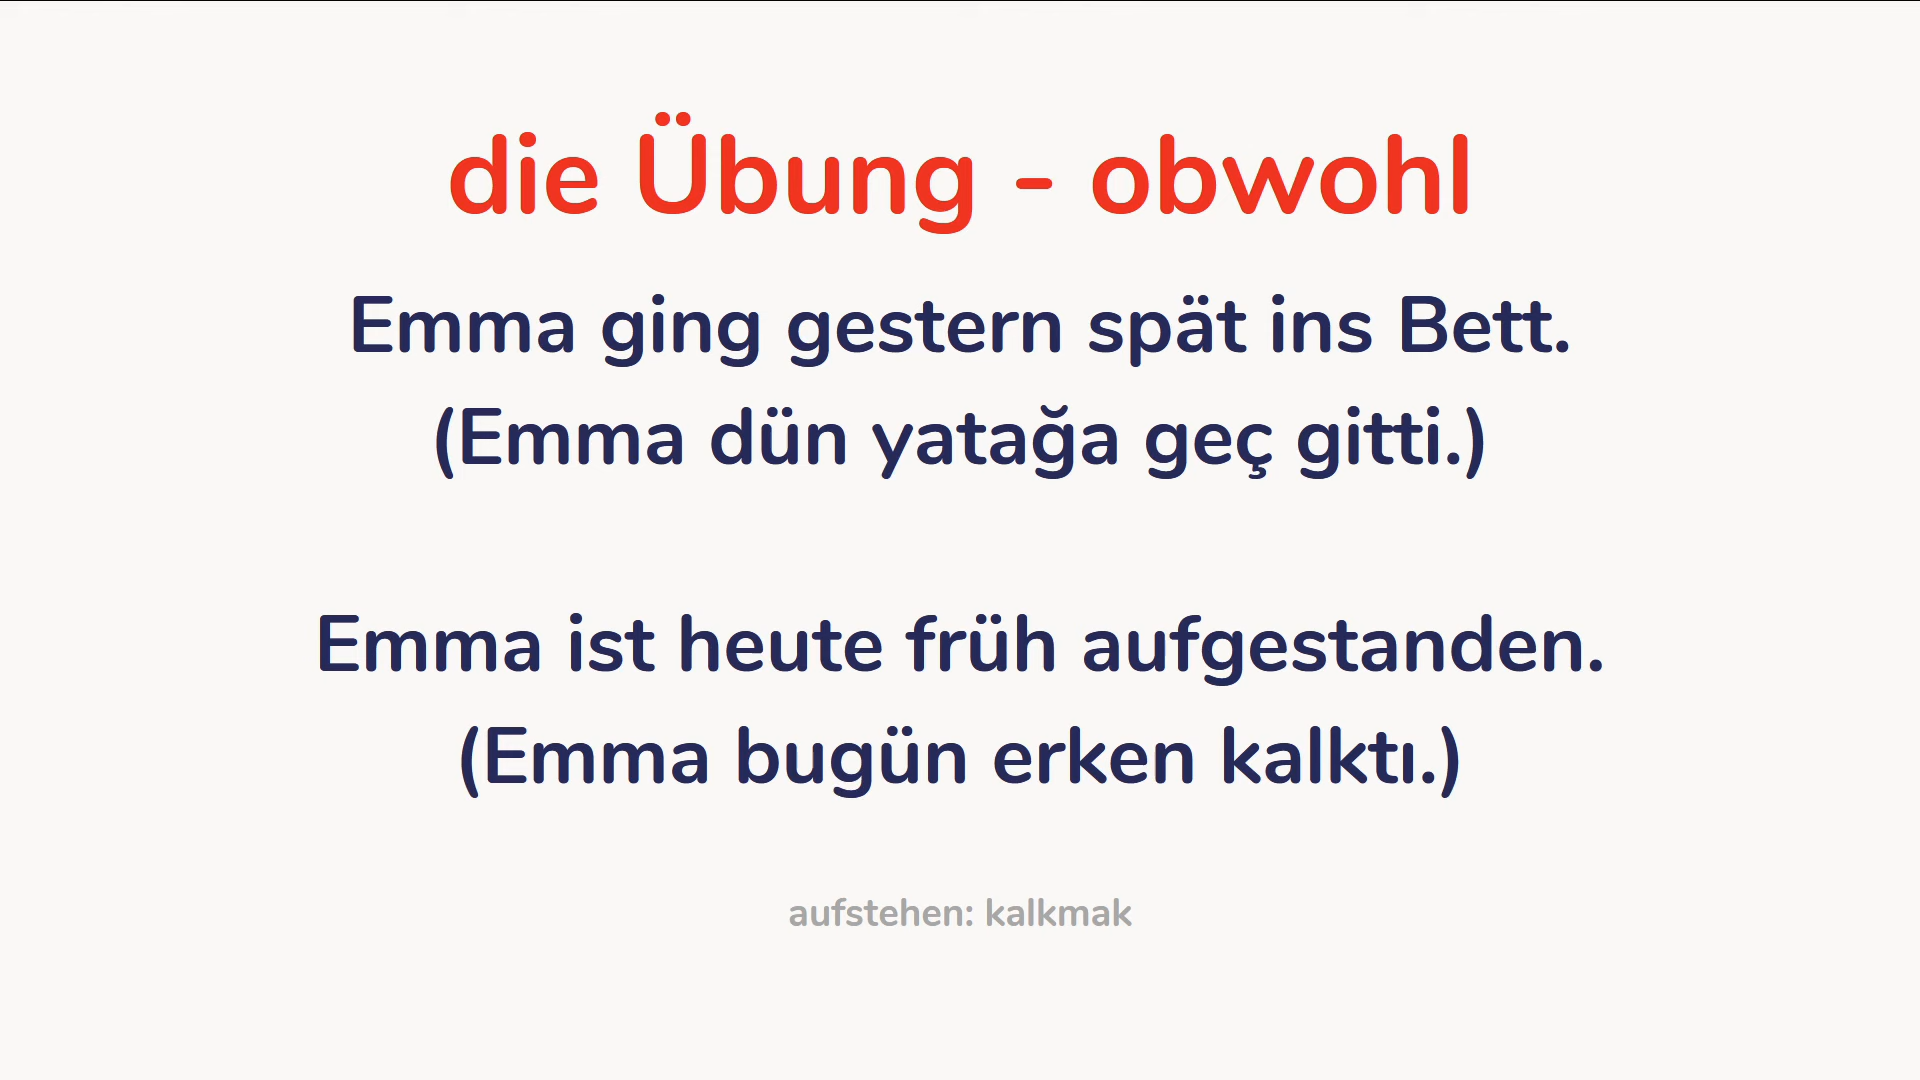 die Übung - obwohl
Emma ging gestern spät ins Bett.
(Emma dün yatağa geç gitti.)
Emma ist heute früh aufgestanden.
(Emma bugün erken kalktı.)
aufstehen: kalkmak